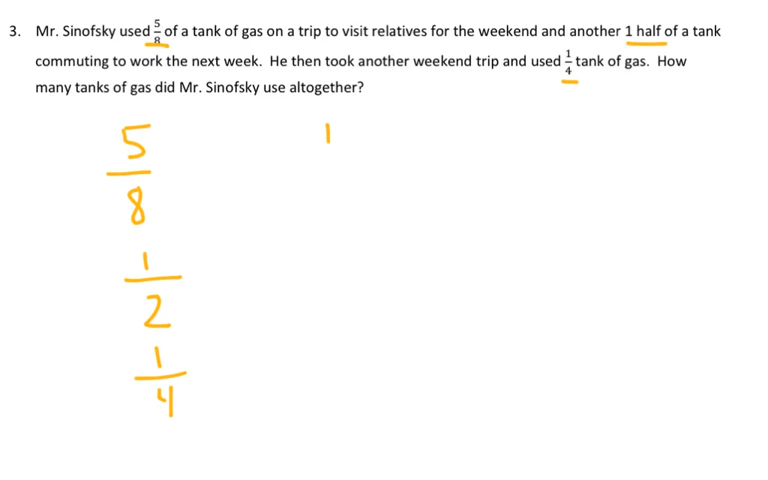 3. Mr. Sinofsky used 5/8 of a tank of gas on a trip to visit relatives for the weekend and another 1 half of a tank
commuting to work the next week. He then took another weekend trip and used 1/4 tank of gas. How
many tanks of gas did Mr. Sinofsky use altogether?
5/8
1
1/2
1/4